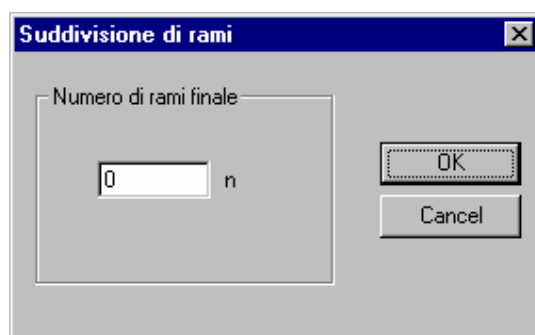 Suddivisione di rami
Numero di rami finale
0 n
OK
Cancel